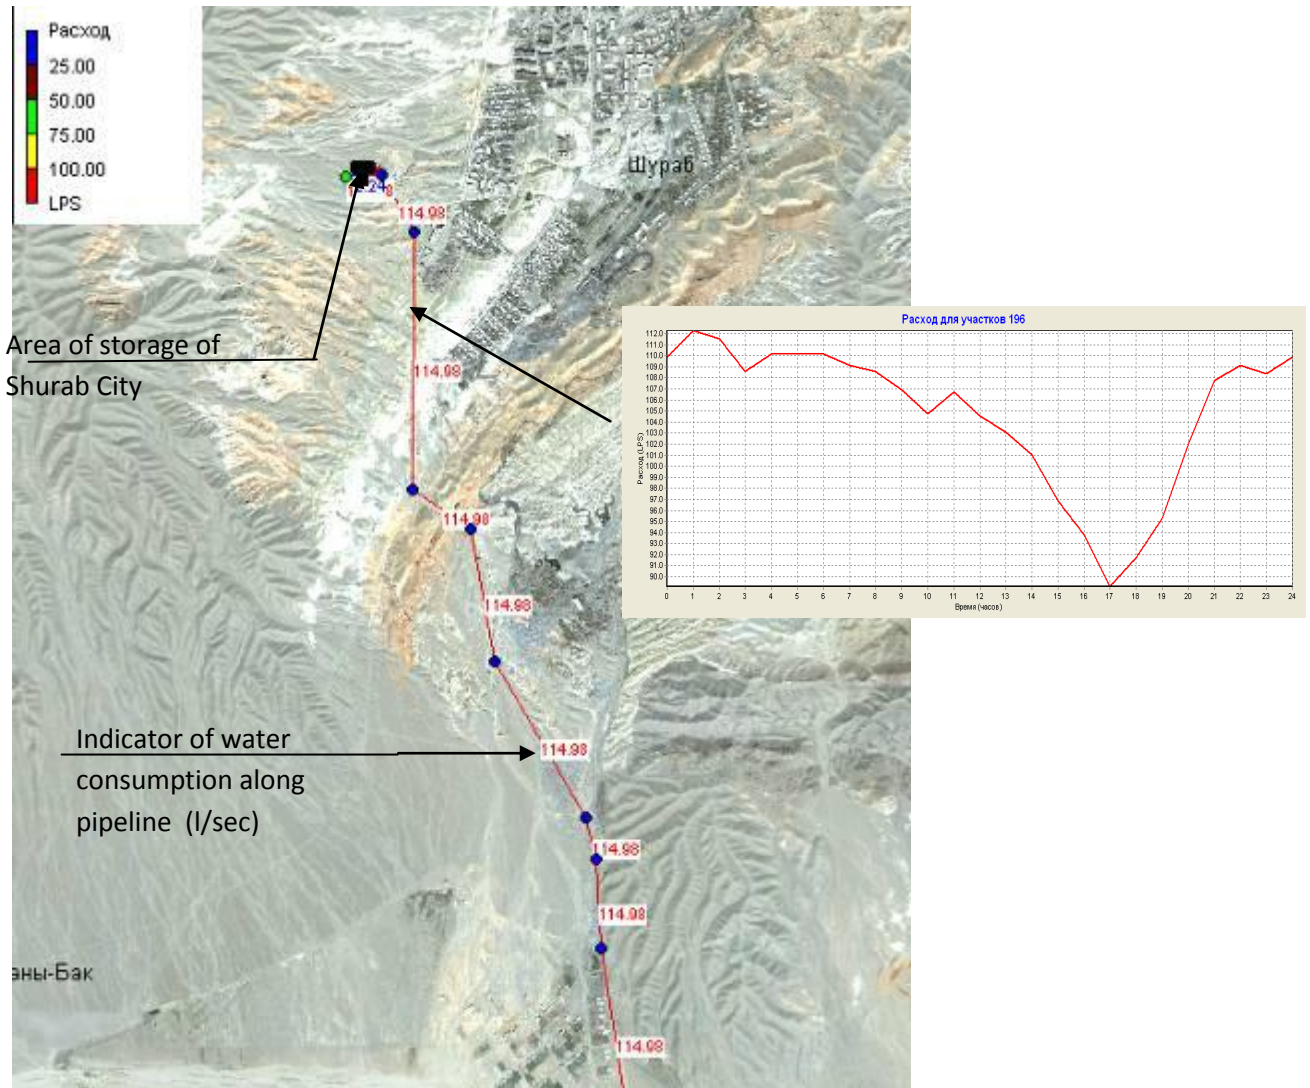 Расход
25.00
50.00
75.00
100.00
LPS
Шураб
114.98
Area of storage of
Shurab City
114.98
Расход для участков 196
112.0
111.0
110.0
109.0
108.0
107.0
106.0
105.0
104.0
103.0
102.0
101.0
100.0
99.0
98.0
97.0
96.0
95.0
94.0
93.0
92.0
91.0
90.0
Расход (LPS)
0 1 2 3 4 5 6 7 8 9 10 11 12 13 14 15 16 17 18 19 20 21 22 23 24
Время (часов)
114.98
114.98
Indicator of water
consumption along
pipeline (l/sec)
114.98
114.98
114.98
аны-Бак
114.98